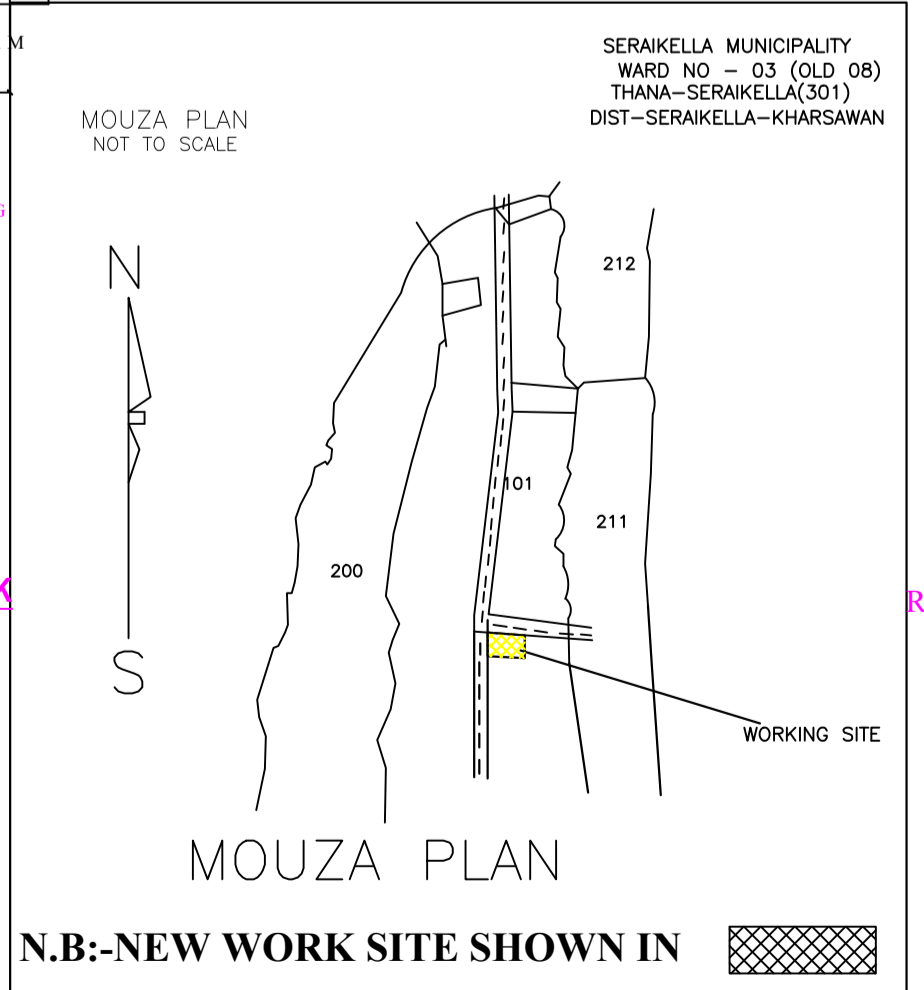 M
SERAIKELLA MUNICIPALITY
WARD NO - 03 (OLD 08)
THANA-SERAIKELLA(301)
DIST-SERAIKELLA-KHARSAWAN
MOUZA PLAN
NOT TO SCALE
G
N
212
101
211
200
K
R
S
WORKING SITE
MOUZA PLAN
N.B:-NEW WORK SITE SHOWN IN